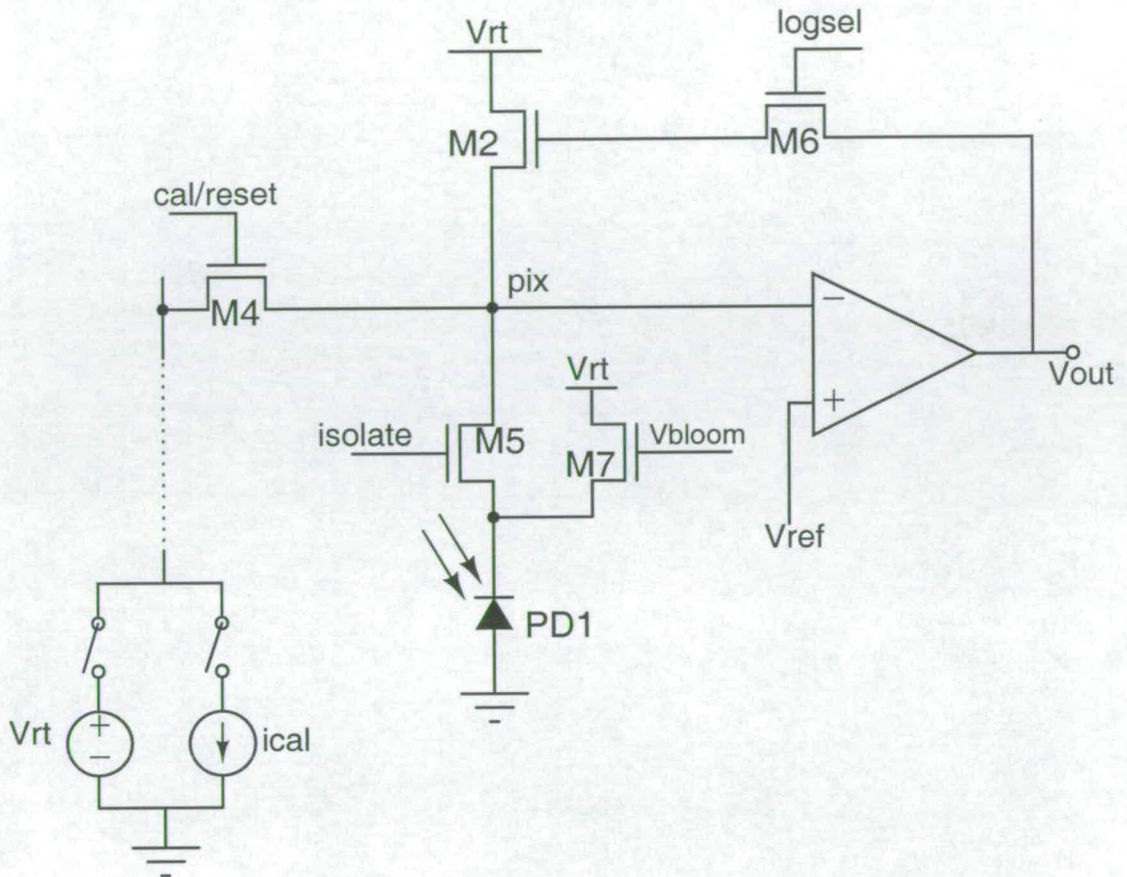 logsel
Vrt
M2
M6
cal/reset
pix
M4
−
Vrt
Vout
+
isolate
M5
Vbloom
M7
Vref
PD1
Vrt
+
−
ical